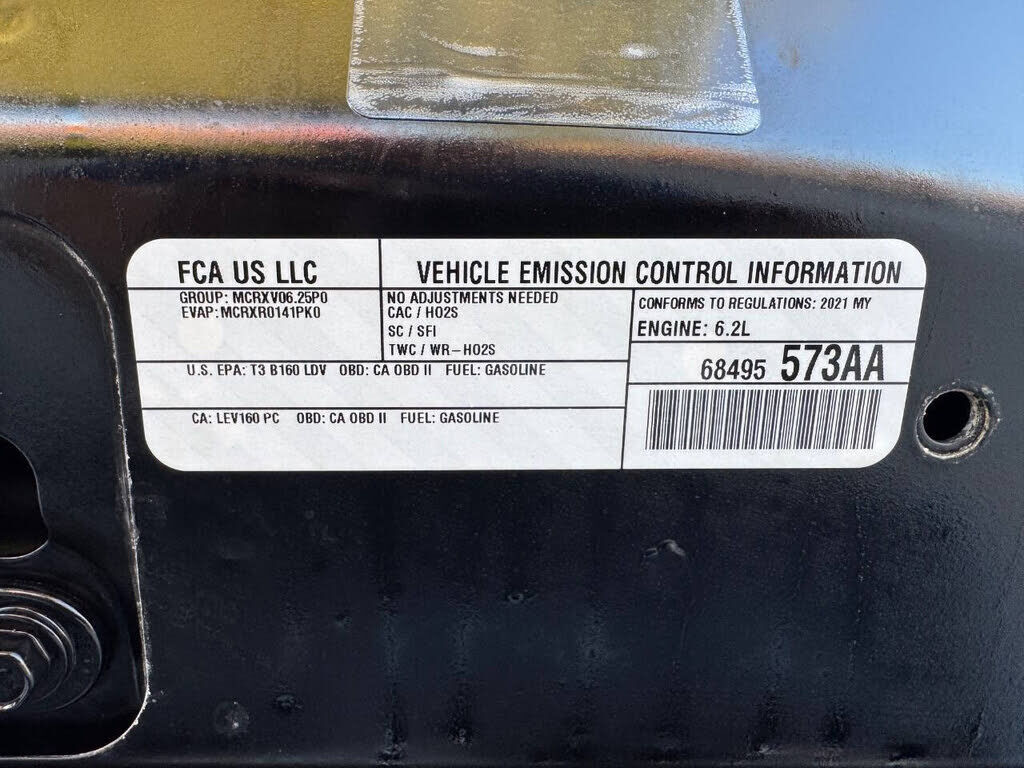 FCA US LLC
VEHICLE EMISSION CONTROL INFORMATION
GROUP: MCRXV06.25P0
EVAP: MCRXR0141PK0
NO ADJUSTMENTS NEEDED
CAC / HO2S
SC / SFI
TWC / WR-HO2S
CONFORMS TO REGULATIONS: 2021 MY
ENGINE: 6.2L
68495 573AA
U.S. EPA: T3 B160 LDV OBD: CA OBD II FUEL: GASOLINE
CA: LEV160 PC OBD: CA OBD II FUEL: GASOLINE